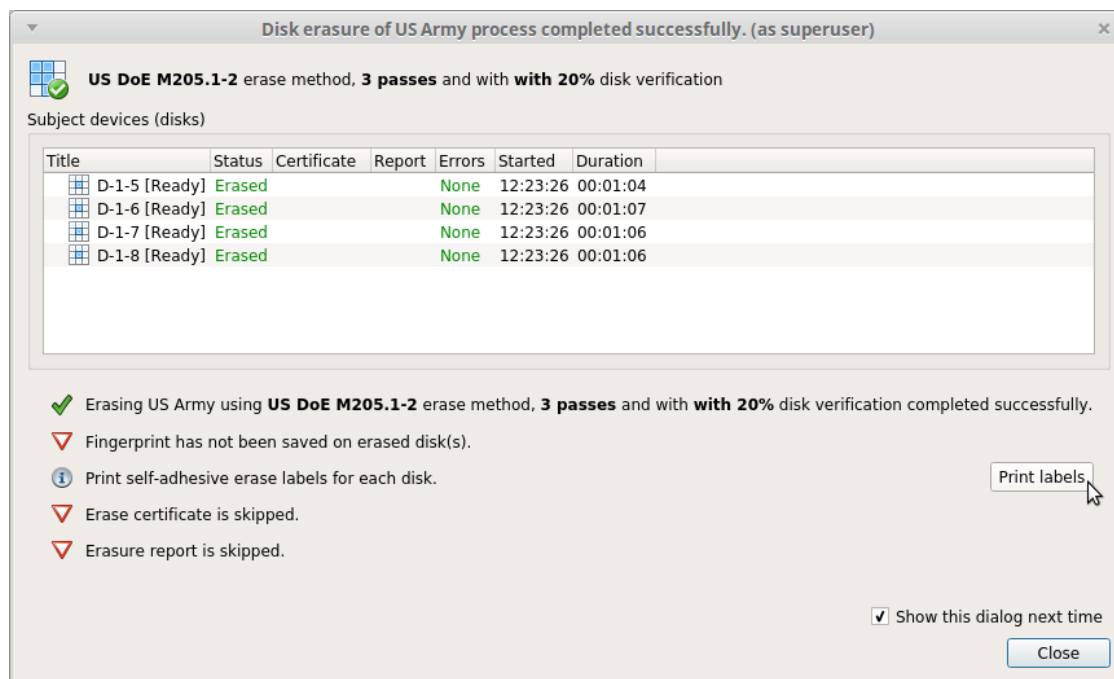 Disk erasure of US Army process completed successfully. (as superuser)
US DoE M205.1-2 erase method, 3 passes and with with 20% disk verification
Subject devices (disks)
Title Status Certificate Report Errors Started Duration
D-1-5 [Ready] Erased None 12:23:26 00:01:04
D-1-6 [Ready] Erased None 12:23:26 00:01:07
D-1-7 [Ready] Erased None 12:23:26 00:01:06
D-1-8 [Ready] Erased None 12:23:26 00:01:06
Erasing US Army using US DoE M205.1-2 erase method, 3 passes and with with 20% disk verification completed successfully.
Fingerprint has not been saved on erased disk(s).
Print self-adhesive erase labels for each disk. Print labels
Erase certificate is skipped.
Erasure report is skipped.
Show this dialog next time
Close